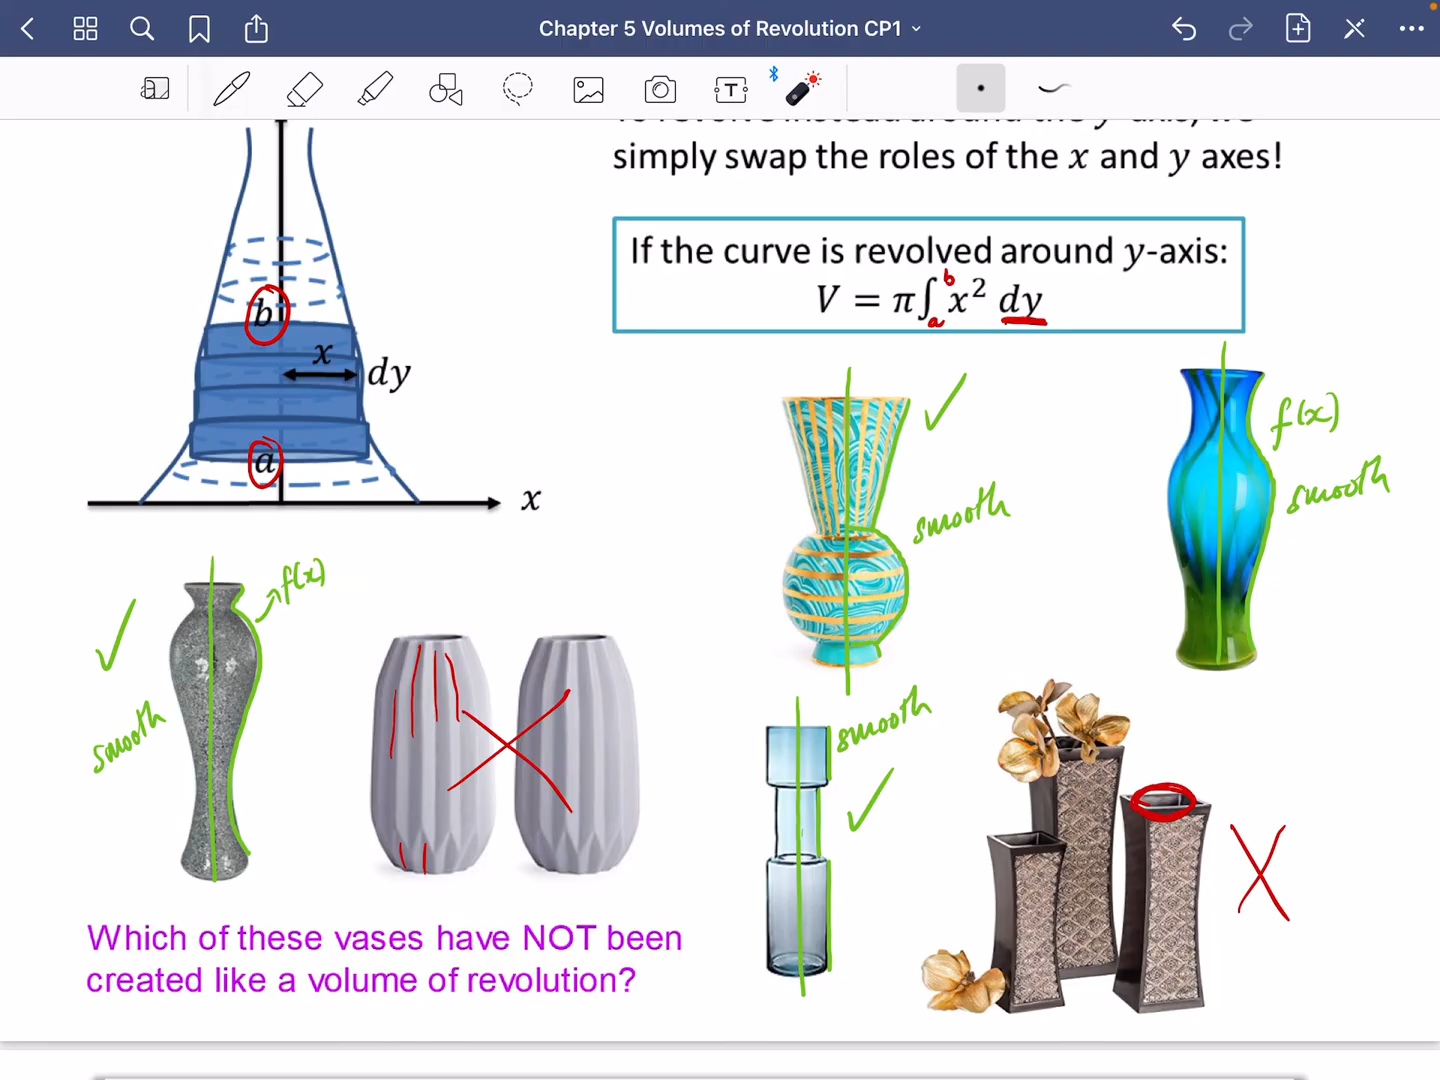 Chapter 5 Volumes of Revolution CP1
T
simply swap the roles of the x and y axes!
If the curve is revolved around y-axis:
V = π∫ x² dy
b
a
b
x
dy
a
x
f(x)
smooth
smooth
f(x)
smooth
smooth
Which of these vases have NOT been
created like a volume of revolution?